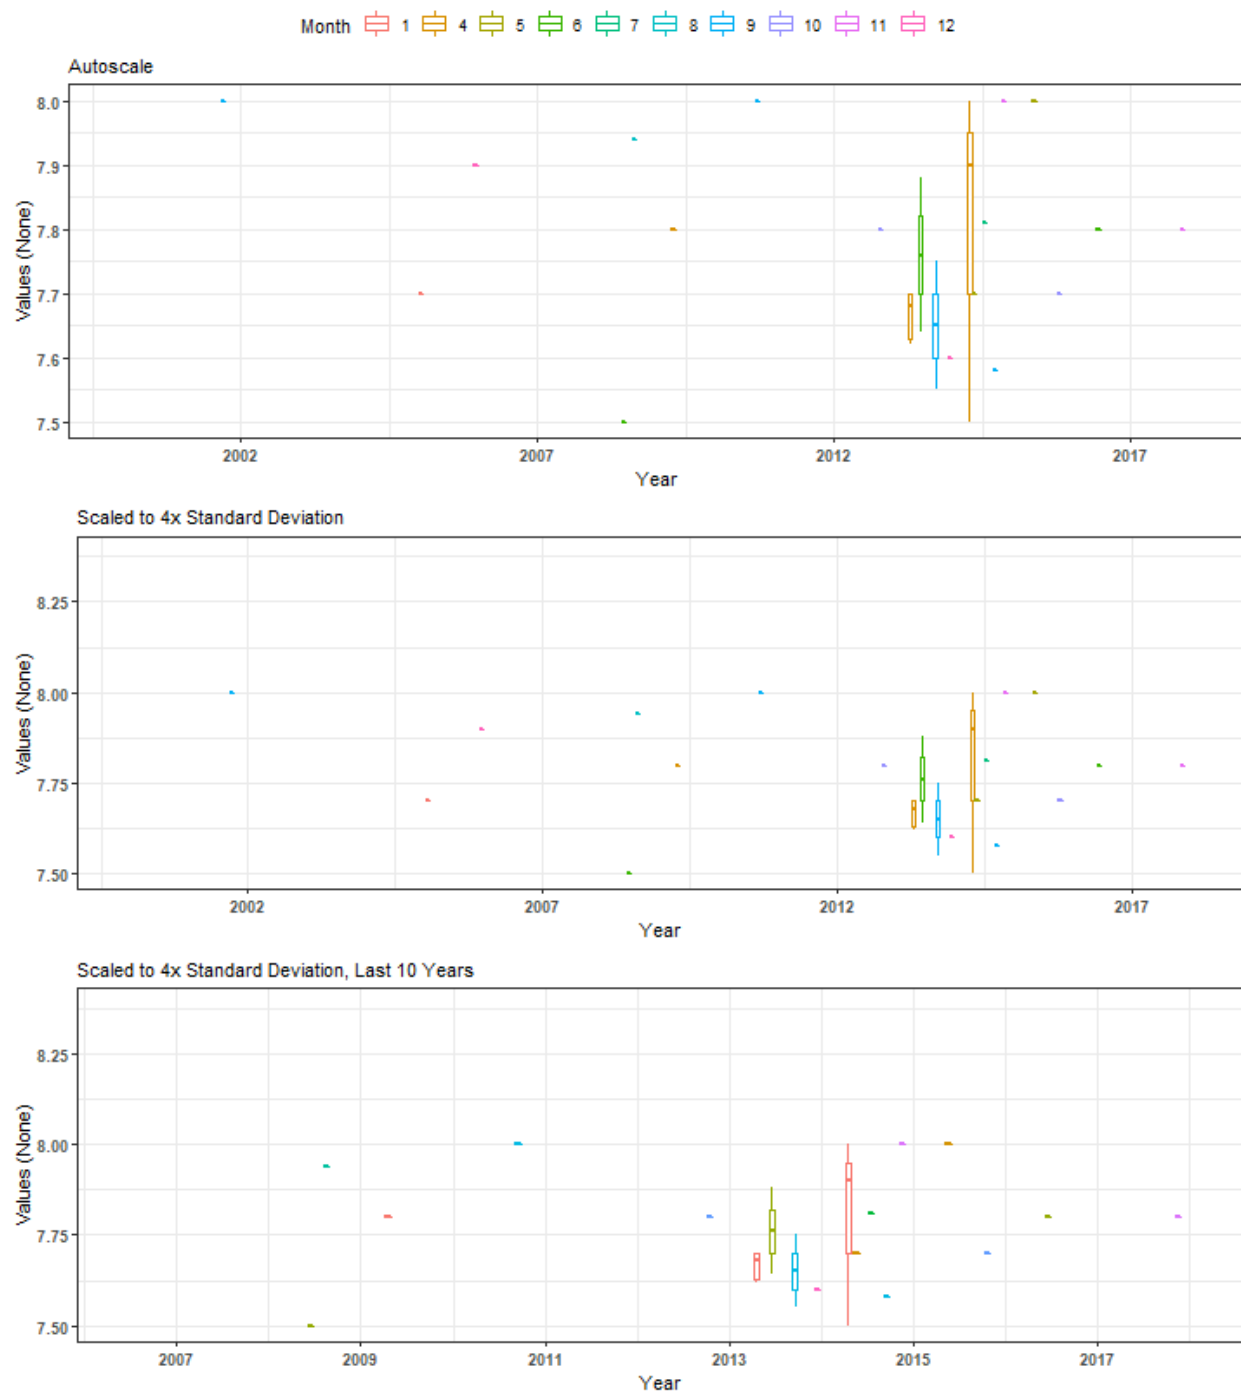 Month 1 4 5 6 7 8 9 10 11 12
Autoscale
8.0
7.9
7.8
7.7
7.6
7.5
Values (None)
2002 2007 2012 2017
Year
Scaled to 4x Standard Deviation
8.25
8.00
7.75
7.50
Values (None)
2002 2007 2012 2017
Year
Scaled to 4x Standard Deviation, Last 10 Years
8.25
8.00
7.75
7.50
Values (None)
2007 2009 2011 2013 2015 2017
Year